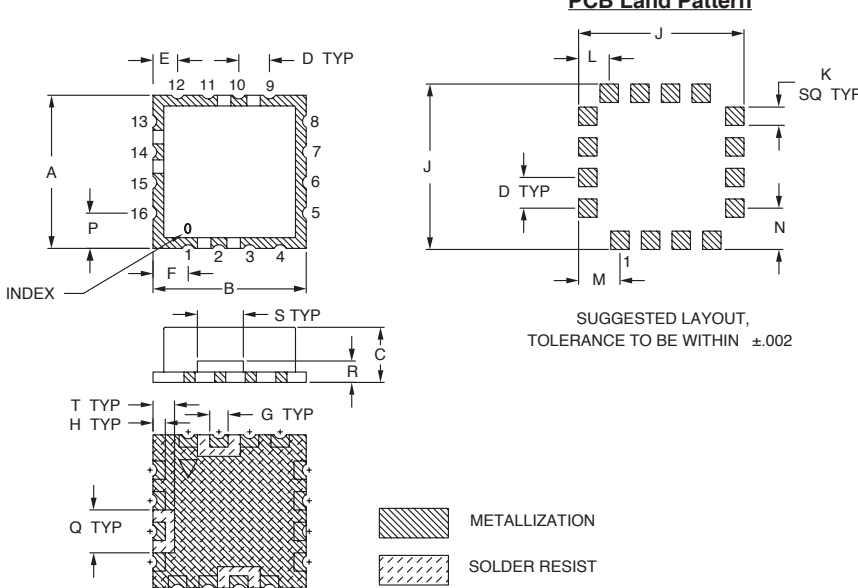 PCB Land Pattern
E
D TYP
12 11 10 9
13
14
15
16
8
7
6
5
A
P
0
1 2 3 4
F
B
INDEX
J
L
K
SQ TYP
J
D TYP
N
1
M
SUGGESTED LAYOUT,
TOLERANCE TO BE WITHIN ±.002
S TYP
C
R
T TYP
H TYP
G TYP
Q TYP
METALLIZATION
SOLDER RESIST